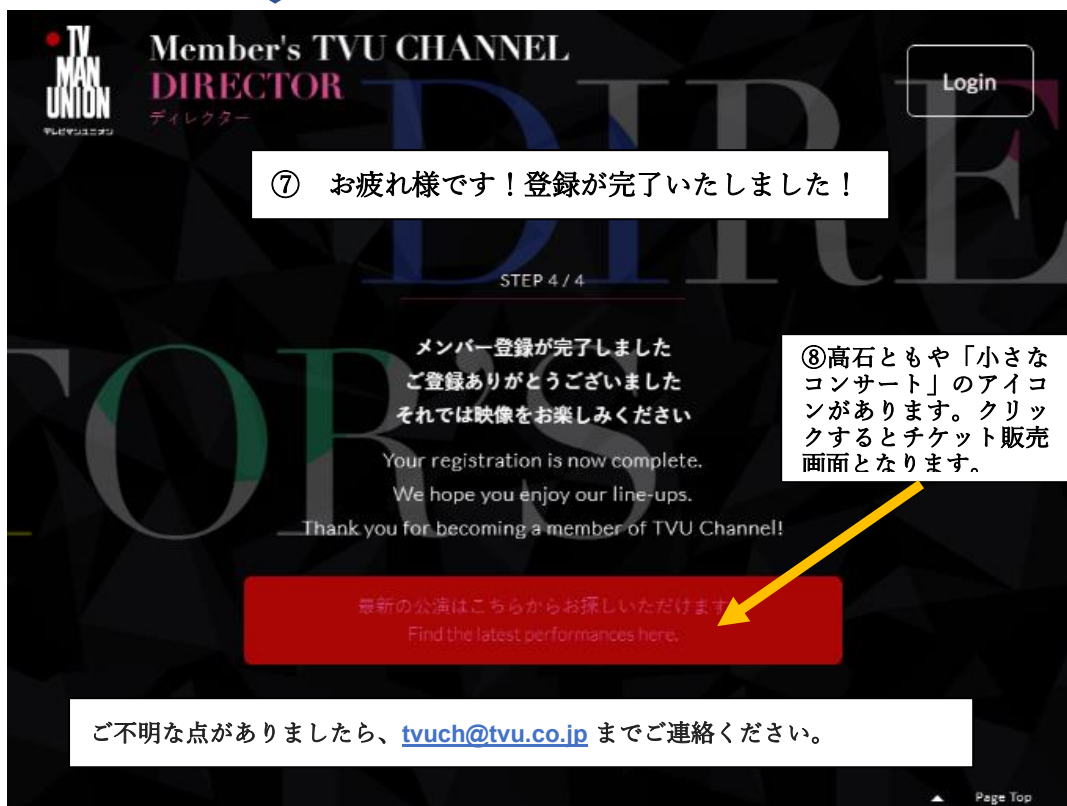 TV
MAN
UNION
テレビマンユニオン
Member's TVU CHANNEL
DIRECTOR
ディレクター
Login
DIRE
⑦　お疲れ様です！登録が完了いたしました！
STEP 4 / 4
TOR'S
メンバー登録が完了しました
ご登録ありがとうございました
それでは映像をお楽しみください
Your registration is now complete.
We hope you enjoy our line-ups.
Thank you for becoming a member of TVU Channel!
⑧高石ともや「小さな
コンサート」のアイコ
ンがあります。クリッ
クするとチケット販売
画面となります。
最新の公演はこちらからお探しいただけます
Find the latest performances here.
ご不明な点がありましたら、tvuch@tvu.co.jp までご連絡ください。
Page Top